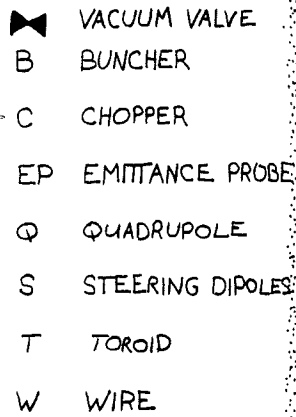 VACUUM VALVE
B BUNCHER
C CHOPPER
EP EMITTANCE PROBE
Q QUADRUPOLE
S STEERING DIPOLES
T TOROID
W WIRE